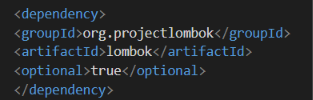 <dependency>
<groupId>org.projectlombok</groupId>
<artifactId>lombok</artifactId>
<optional>true</optional>
</dependency>